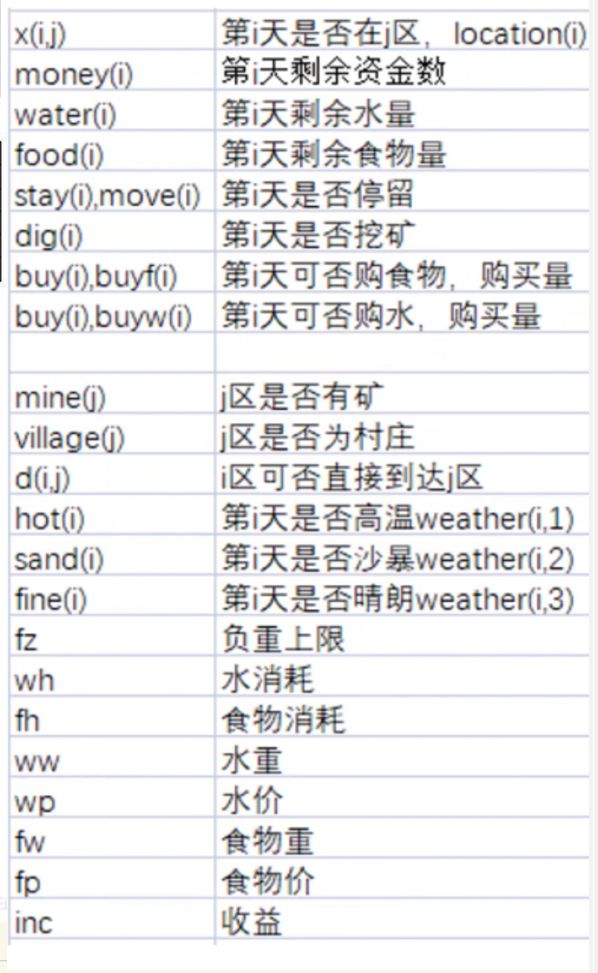 x(i,j) 第i天是否在j区，location(i)
money(i) 第i天剩余资金数
water(i) 第i天剩余水量
food(i) 第i天剩余食物量
stay(i),move(i) 第i天是否停留
dig(i) 第i天是否挖矿
buy(i),buyf(i) 第i天可否购食物，购买量
buy(i),buyw(i) 第i天可否购水，购买量
mine(j) j区是否有矿
village(j) j区是否为村庄
d(i,j) i区可否直接到达j区
hot(i) 第i天是否高温weather(i,1)
sand(i) 第i天是否沙暴weather(i,2)
fine(i) 第i天是否晴朗weather(i,3)
fz 负重上限
wh 水消耗
fh 食物消耗
ww 水重
wp 水价
fw 食物重
fp 食物价
inc 收益